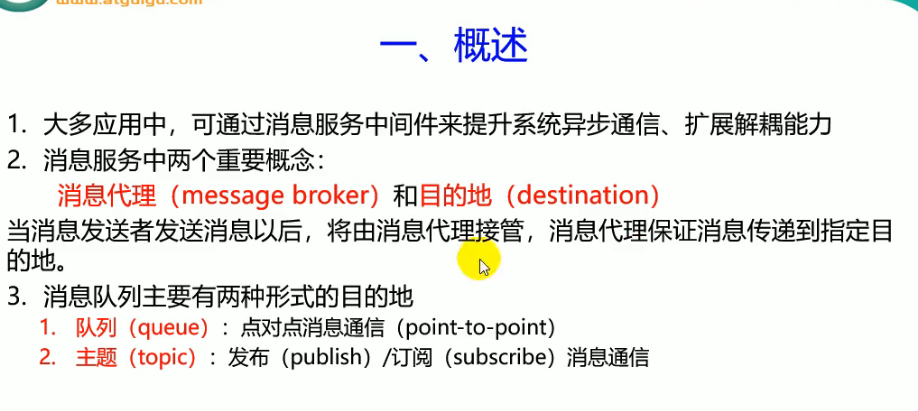 www.atguigu.com
一、概述
1. 大多应用中，可通过消息服务中间件来提升系统异步通信、扩展解耦能力
2. 消息服务中两个重要概念：
消息代理（message broker）和目的地（destination）
当消息发送者发送消息以后，将由消息代理接管，消息代理保证消息传递到指定目
的地。
3. 消息队列主要有两种形式的目的地
1. 队列（queue）：点对点消息通信（point-to-point）
2. 主题（topic）：发布（publish）/订阅（subscribe）消息通信